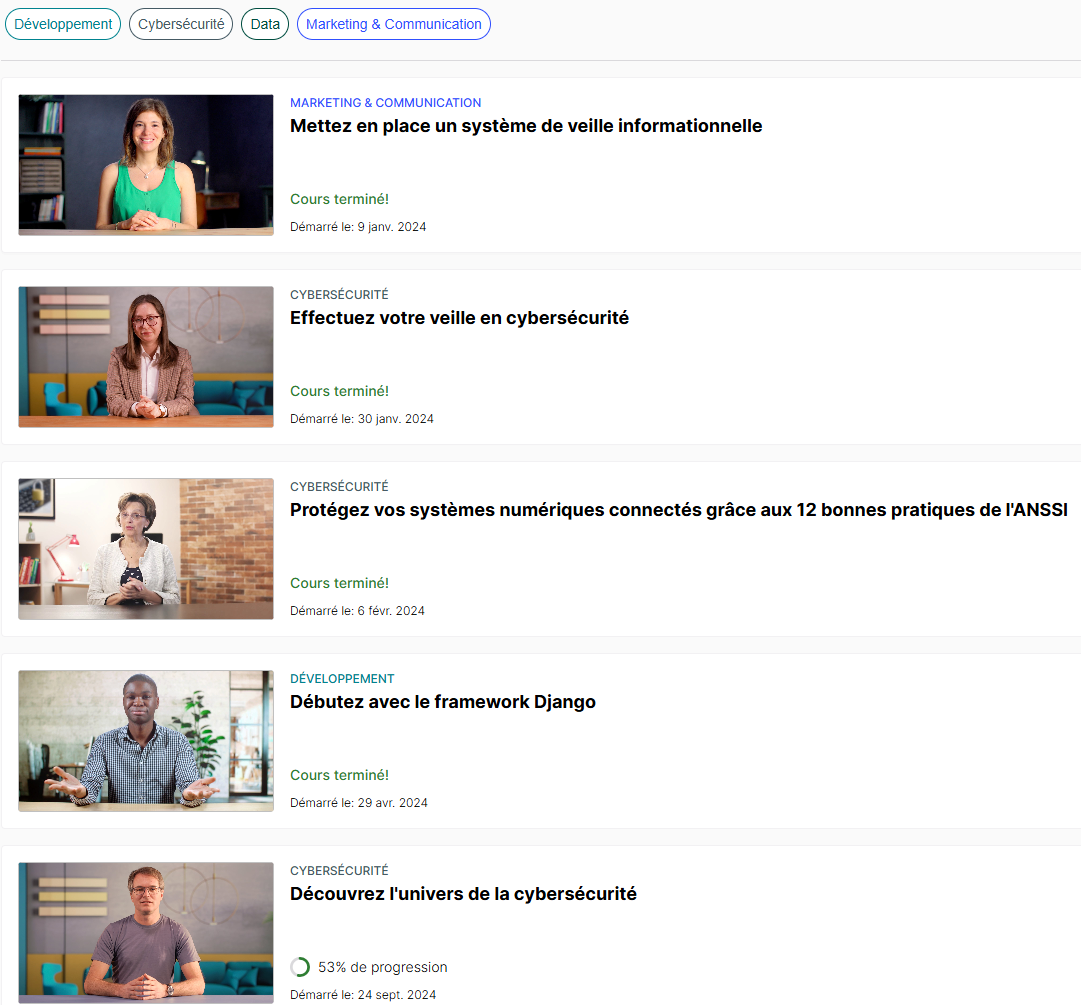 Développement Cybersécurité Data Marketing & Communication
MARKETING & COMMUNICATION
Mettez en place un système de veille informationnelle
Cours terminé!
Démarré le: 9 janv. 2024
CYBERSÉCURITÉ
Effectuez votre veille en cybersécurité
Cours terminé!
Démarré le: 30 janv. 2024
CYBERSÉCURITÉ
Protégez vos systèmes numériques connectés grâce aux 12 bonnes pratiques de l'ANSSI
Cours terminé!
Démarré le: 6 févr. 2024
DÉVELOPPEMENT
Débutez avec le framework Django
Cours terminé!
Démarré le: 29 avr. 2024
CYBERSÉCURITÉ
Découvrez l'univers de la cybersécurité
53% de progression
Démarré le: 24 sept. 2024